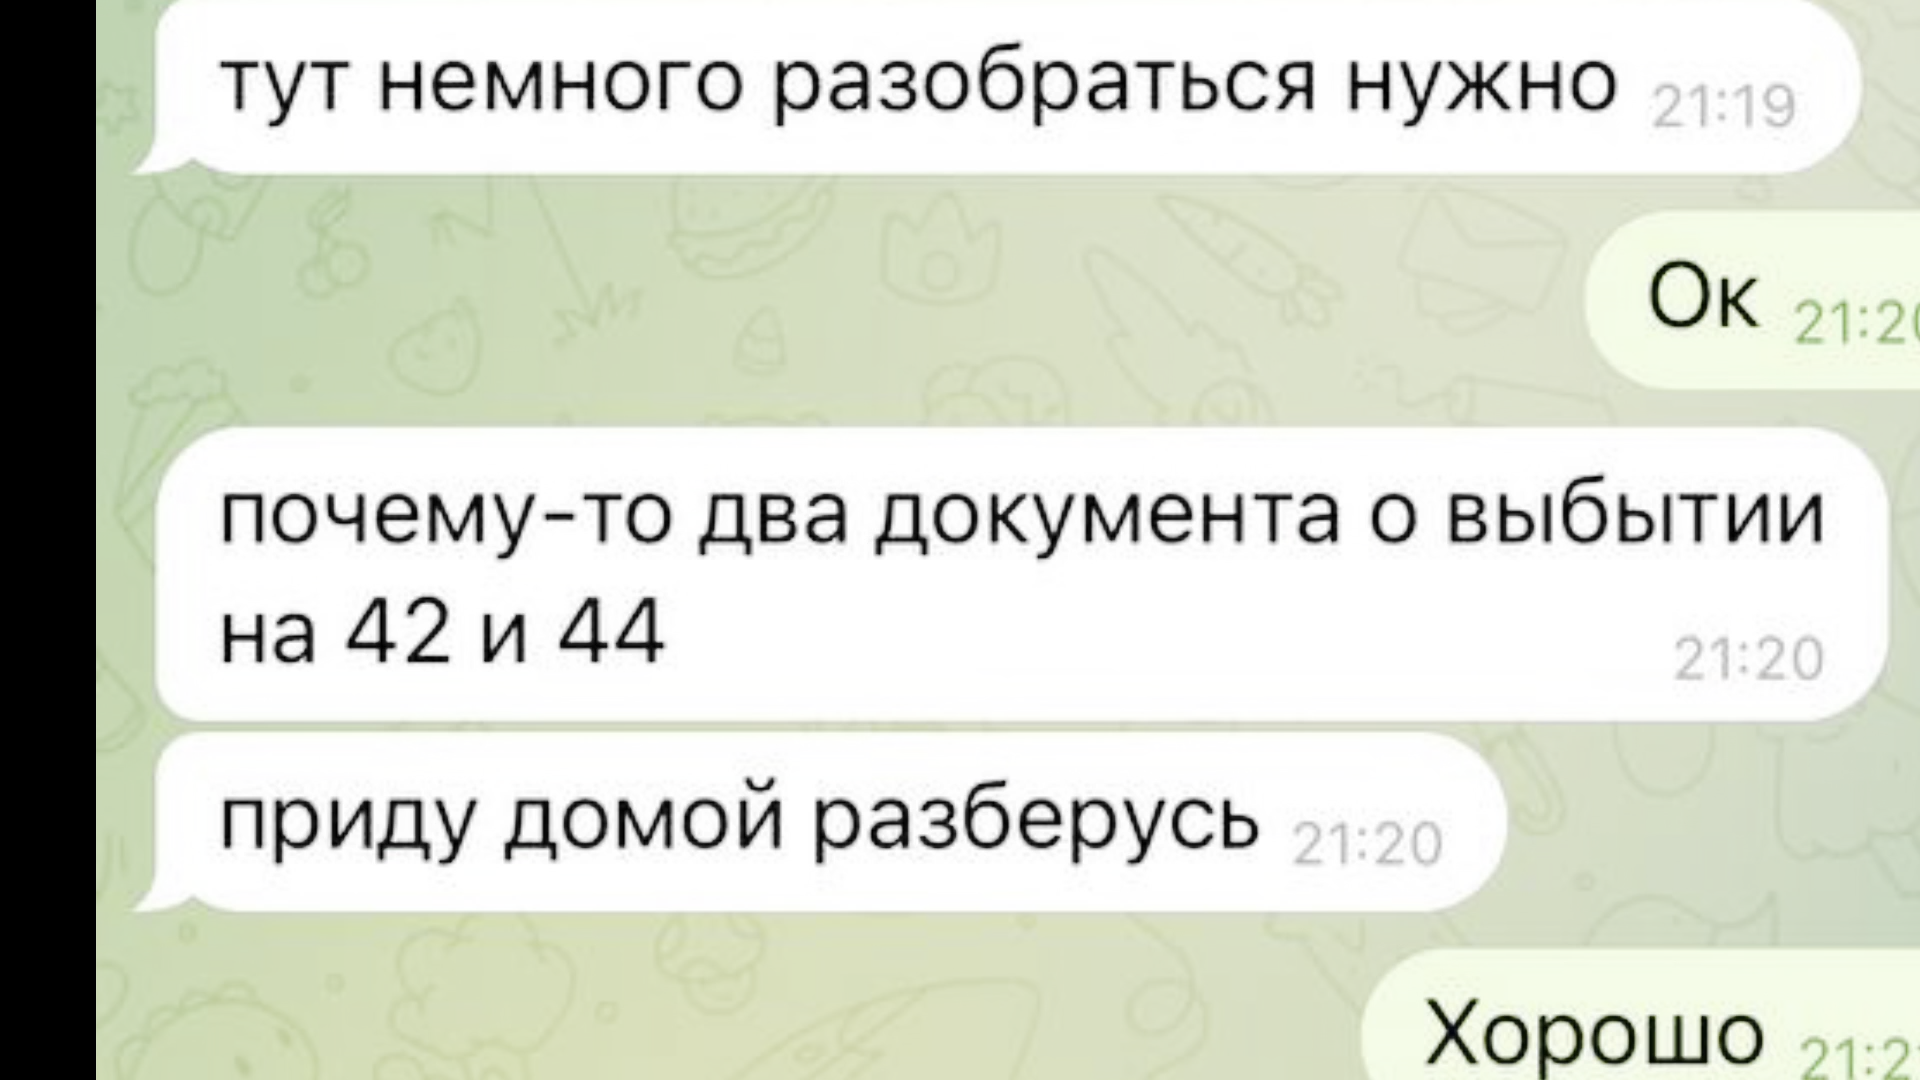 тут немного разобраться нужно 21:19
Ок
почему-то два документа о выбытии
на 42 и 44 21:20
приду домой разберусь 21:20
Хорошо